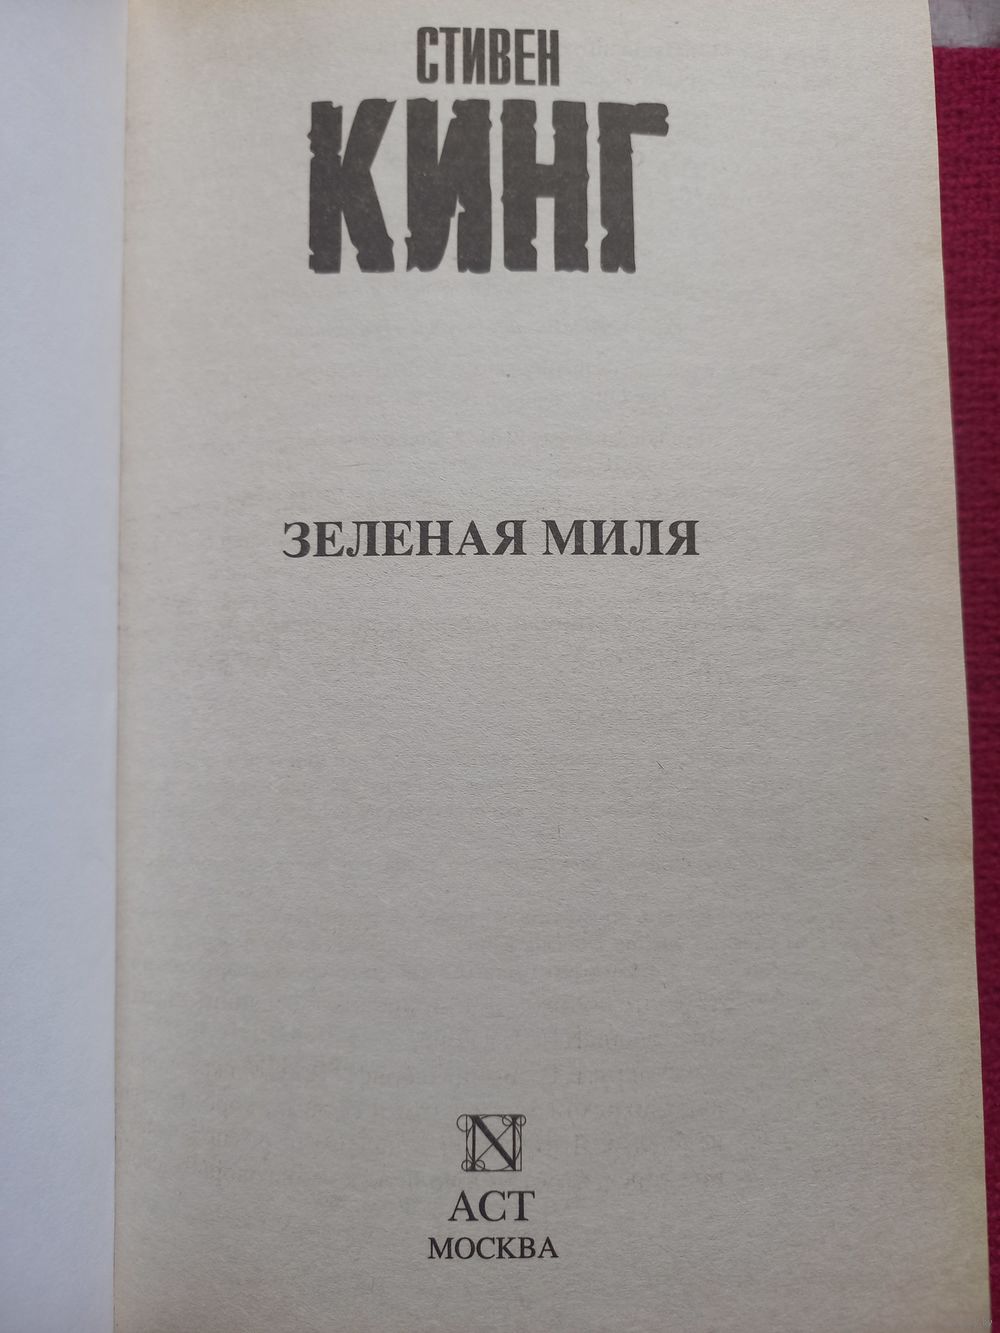 СТИВЕН
КИНГ
ЗЕЛЕНАЯ МИЛЯ
N
АСТ
МОСКВА